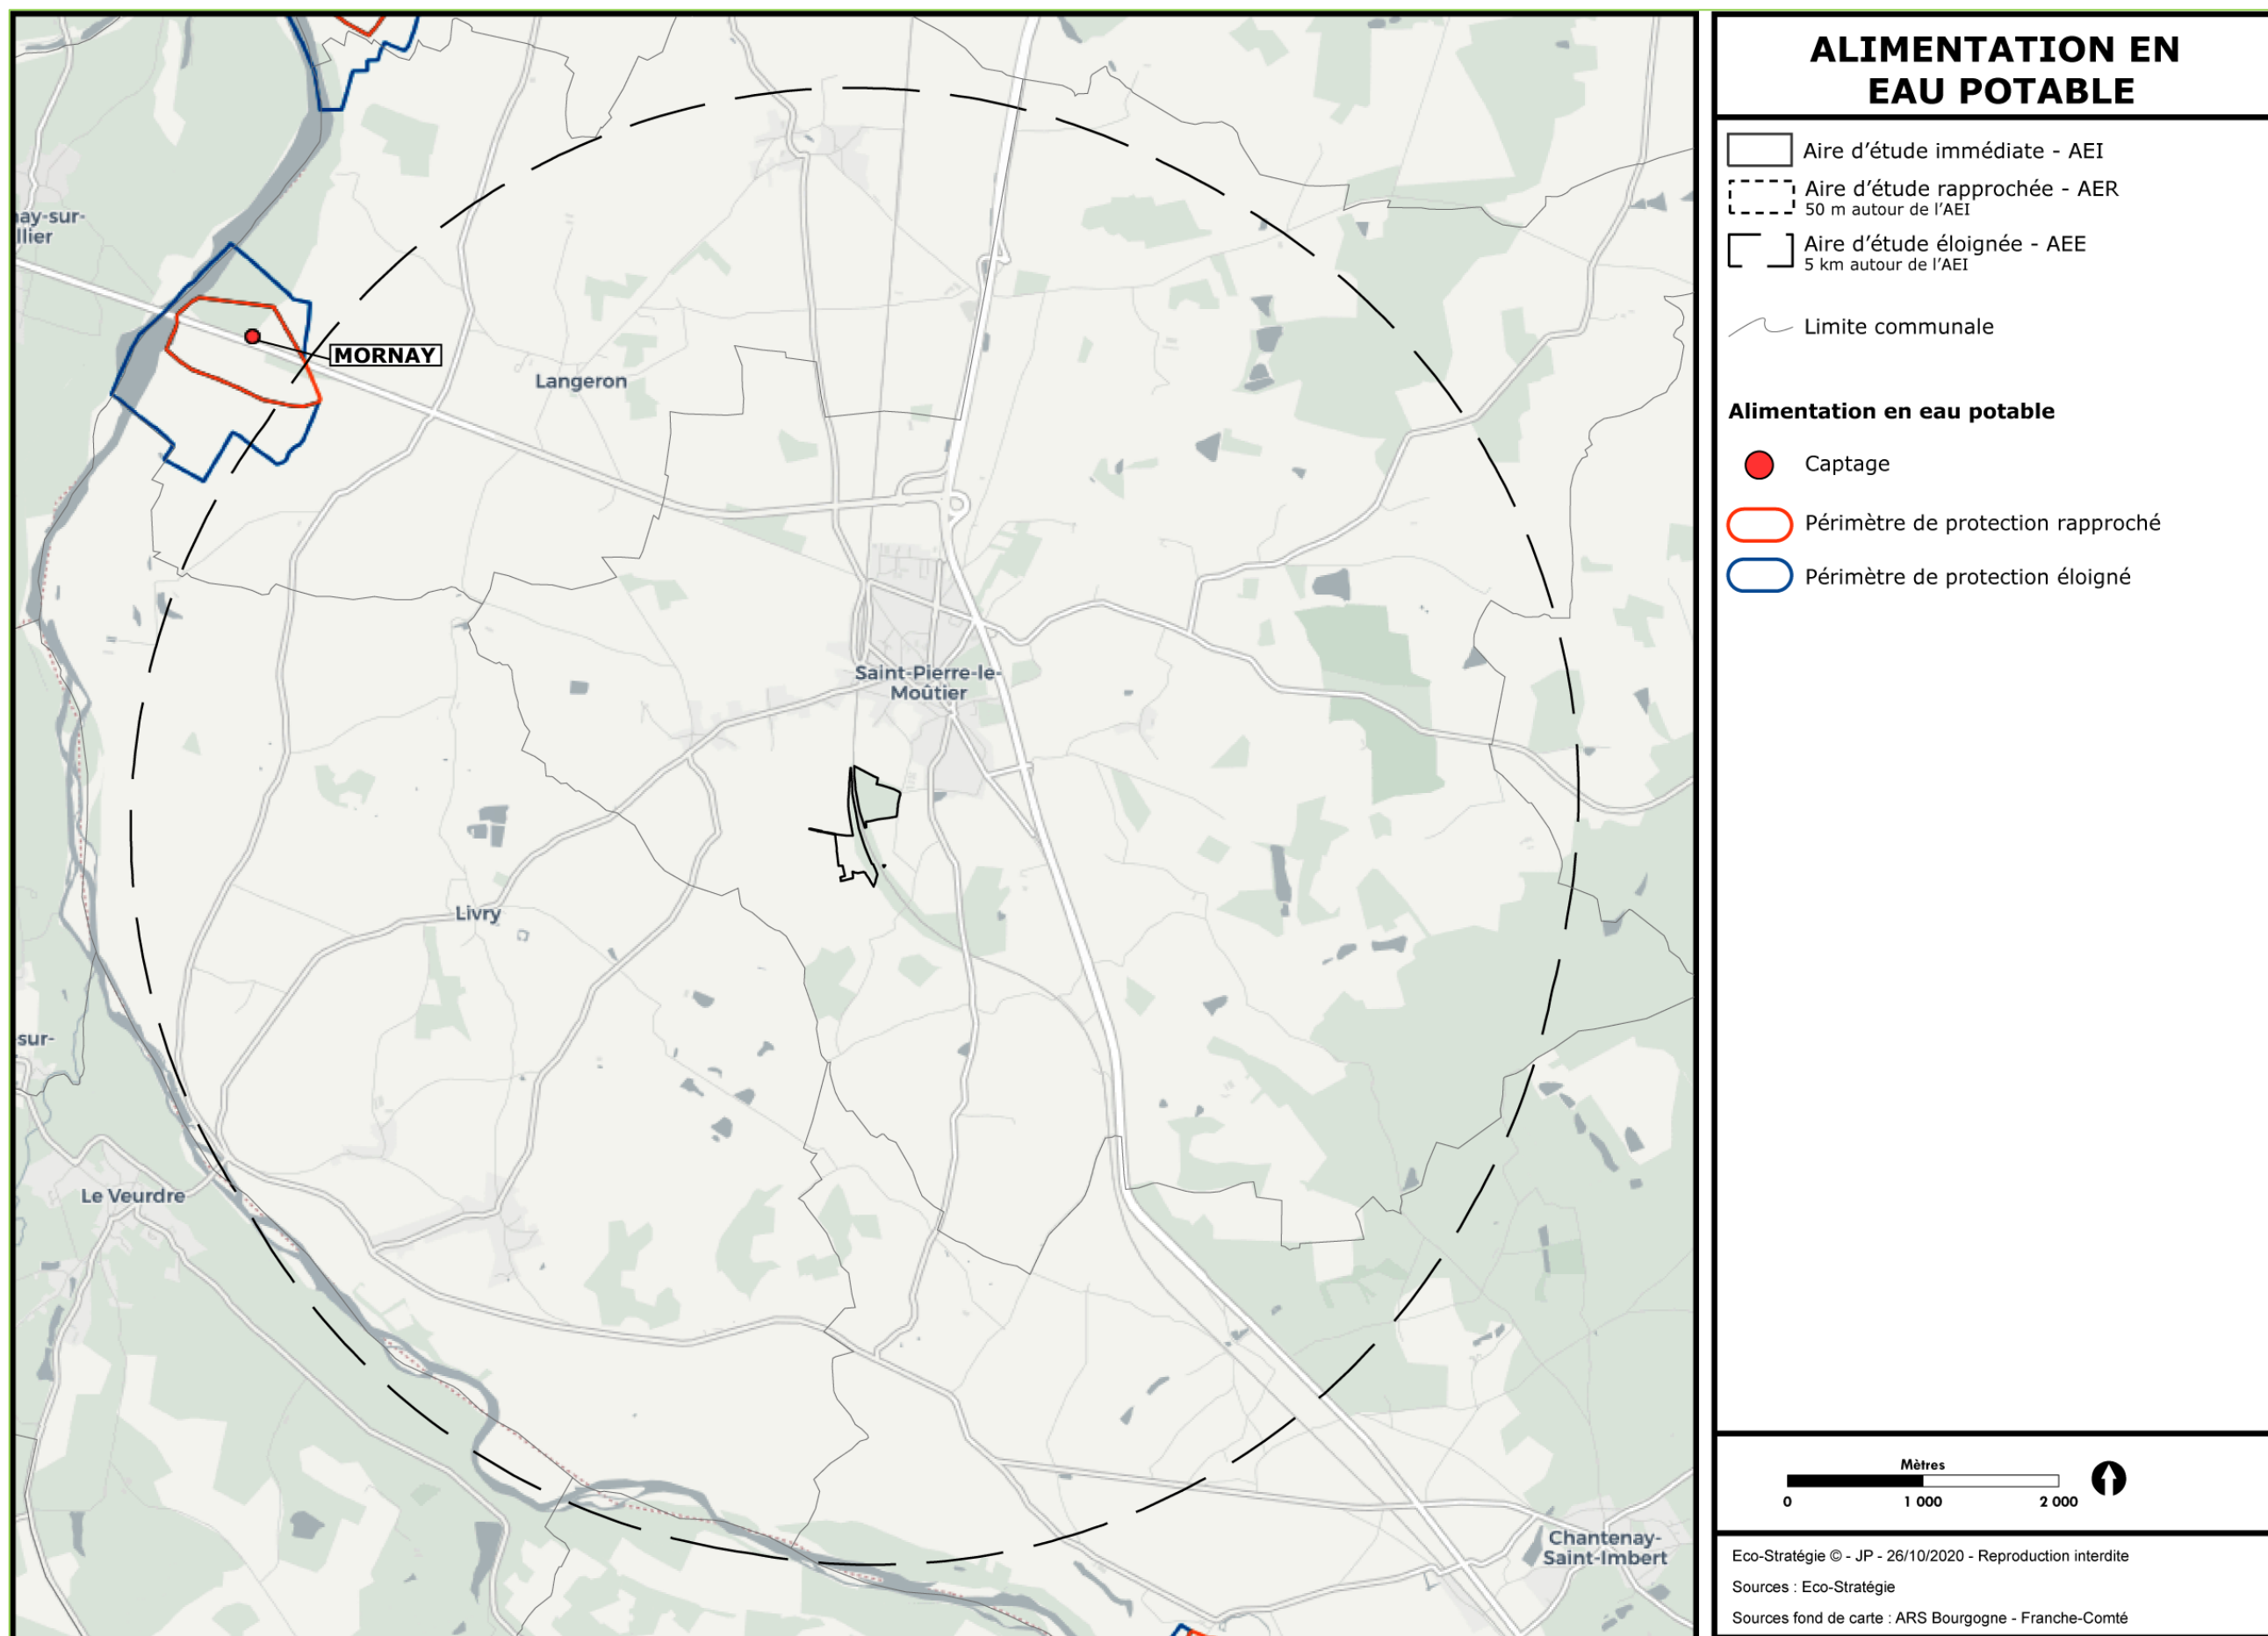 ALIMENTATION EN
EAU POTABLE
Aire d'étude immédiate - AEI
Aire d'étude rapprochée - AER
50 m autour de l'AEI
Aire d'étude éloignée - AEE
5 km autour de l'AEI
Limite communale
Alimentation en eau potable
Captage
Périmètre de protection rapproché
Périmètre de protection éloigné
Mètres
0 1 000 2 000
Eco-Stratégie © - JP - 26/10/2020 - Reproduction interdite
Sources : Eco-Stratégie
Sources fond de carte : ARS Bourgogne - Franche-Comté
ay-sur-
llier
MORNAY
Langeron
Saint-Pierre-le-
Moûtier
Livry
sur-
Le Veurdre
Chantenay-
Saint-Imbert